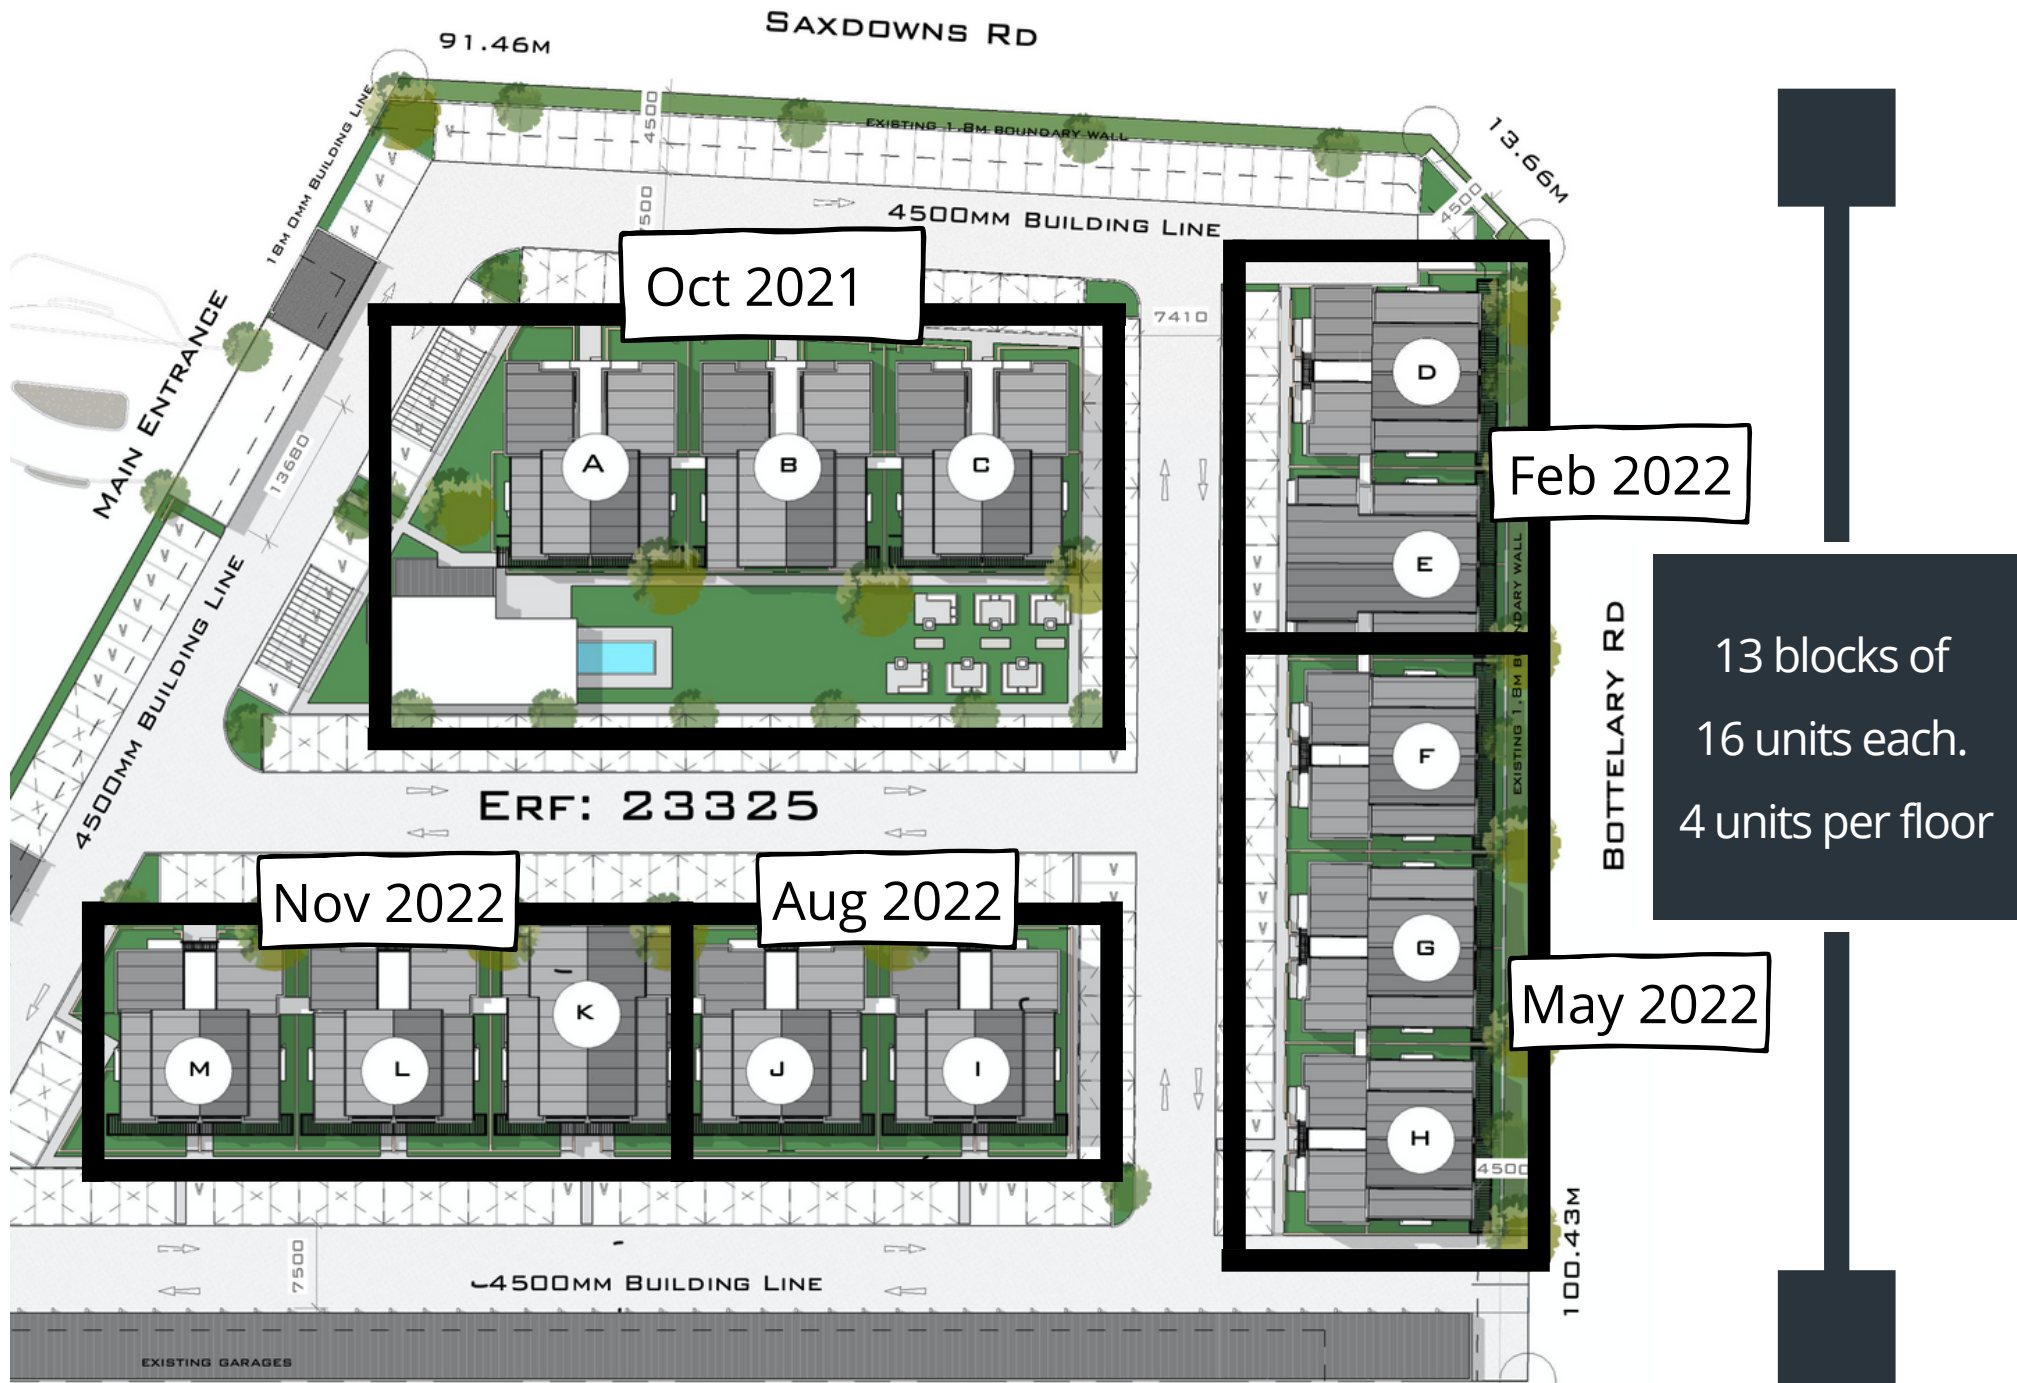 SAXDOWNS RD
91.46M
13.66M
18M 0MM BUILDING LINE
4500
EXISTING 1.8M BOUNDARY WALL
4500
7500
4500MM BUILDING LINE
Oct 2021
7410
MAIN ENTRANCE
13680
A
B
C
D
Feb 2022
E
EXISTING 1.8M BOUNDARY WALL
BOTTELARY RD
13 blocks of
16 units each.
4 units per floor
4500MM BUILDING LINE
F
ERF: 23325
Nov 2022
Aug 2022
G
May 2022
M
L
K
J
I
H
4500
100.43M
7500
4500MM BUILDING LINE
EXISTING GARAGES